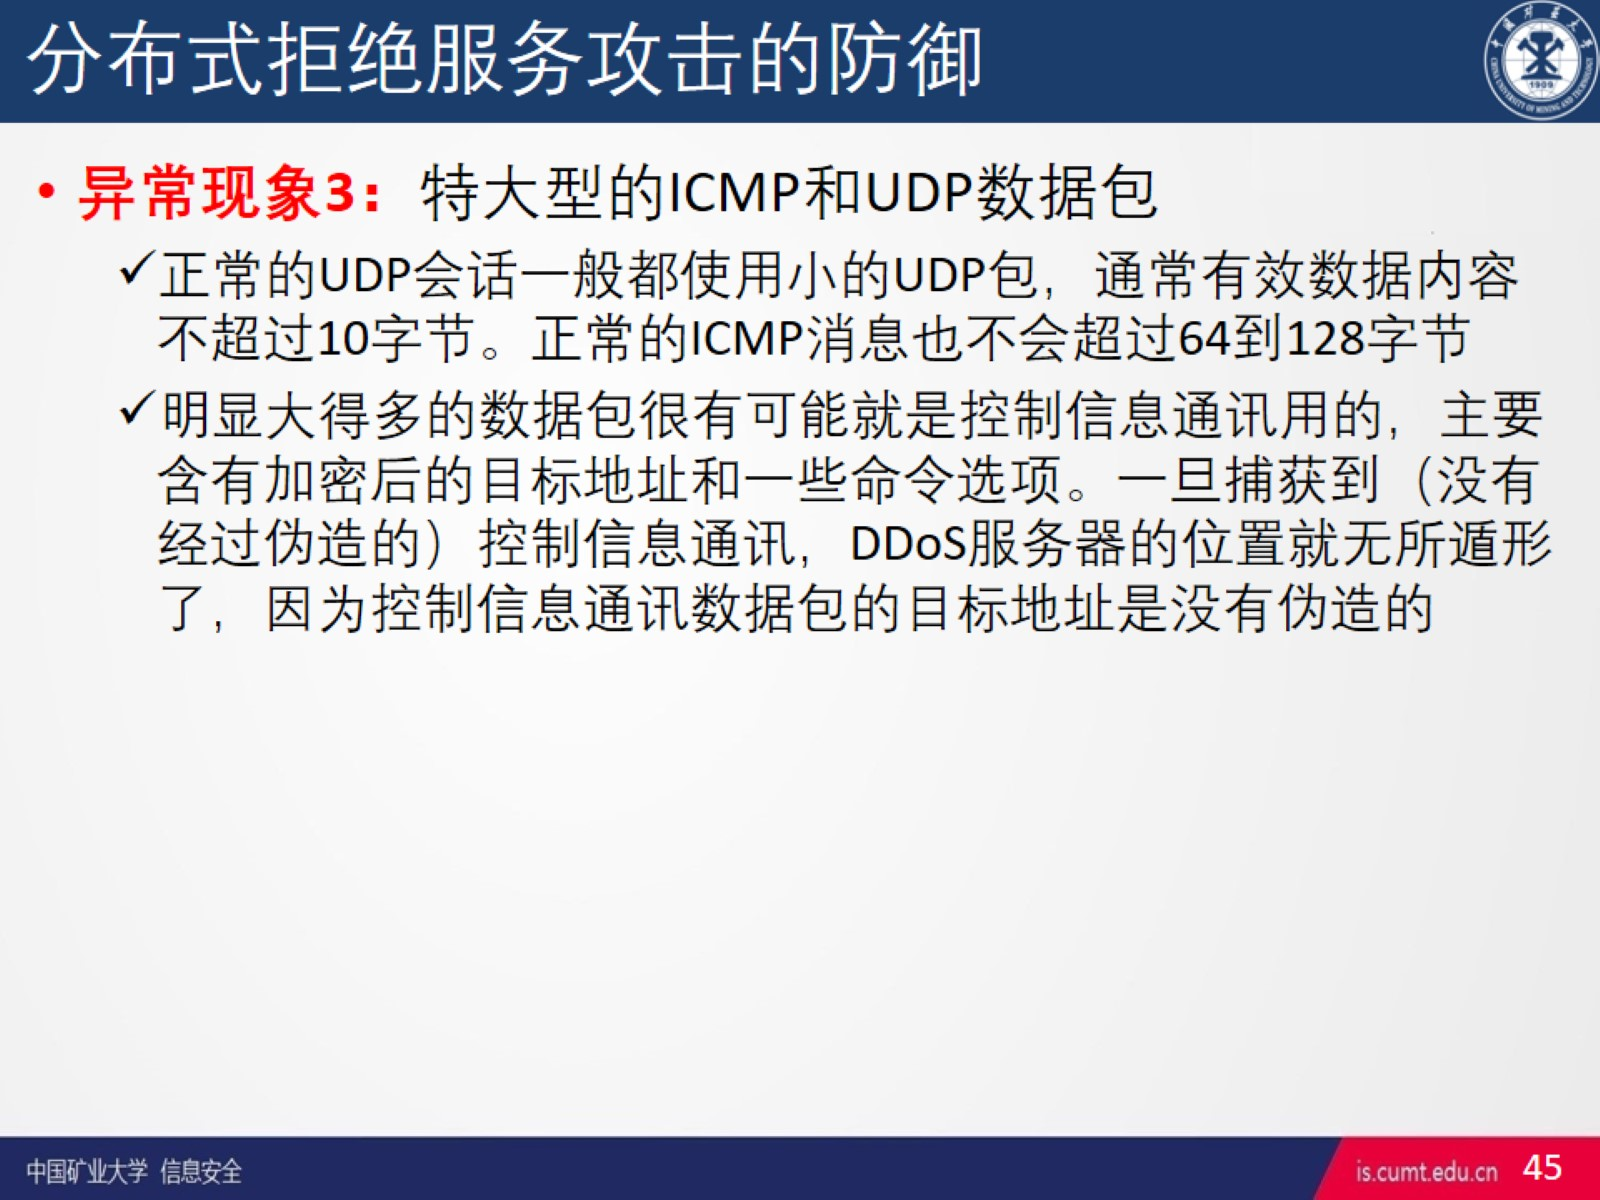 分布式拒绝服务攻击的防御
CHINA UNIVERSITY OF MINING AND TECHNOLOGY
1909
• 异常现象3：特大型的ICMP和UDP数据包
✓正常的UDP会话一般都使用小的UDP包，通常有效数据内容
不超过10字节。正常的ICMP消息也不会超过64到128字节
✓明显大得多的数据包很有可能就是控制信息通讯用的，主要
含有加密后的目标地址和一些命令选项。一旦捕获到（没有
经过伪造的）控制信息通讯，DDoS服务器的位置就无所遁形
了，因为控制信息通讯数据包的目标地址是没有伪造的
中国矿业大学 信息安全
is.cumt.edu.cn 45